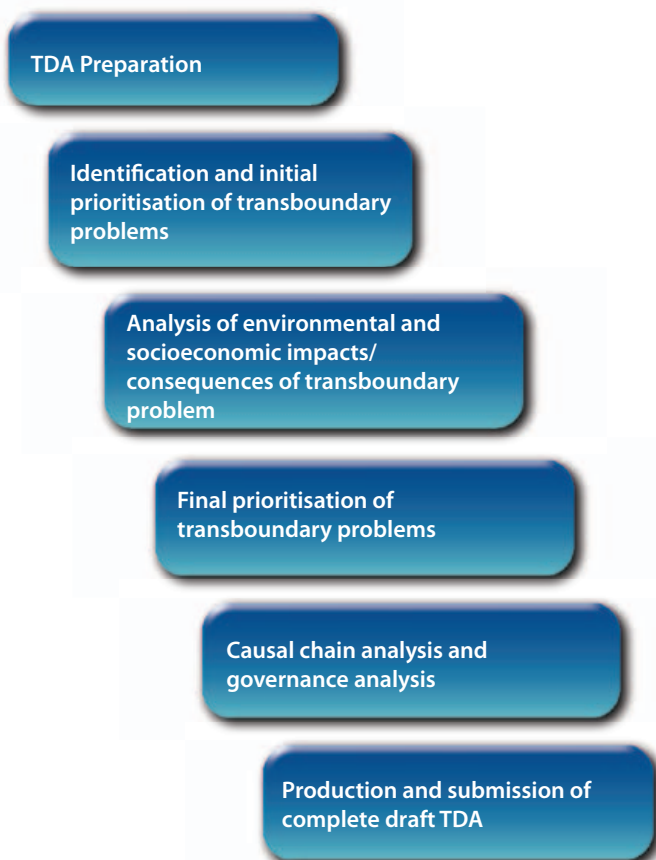 TDA Preparation
Identification and initial
prioritisation of transboundary
problems
Analysis of environmental and
socioeconomic impacts/
consequences of transboundary
problem
Final prioritisation of
transboundary problems
Causal chain analysis and
governance analysis
Production and submission of
complete draft TDA